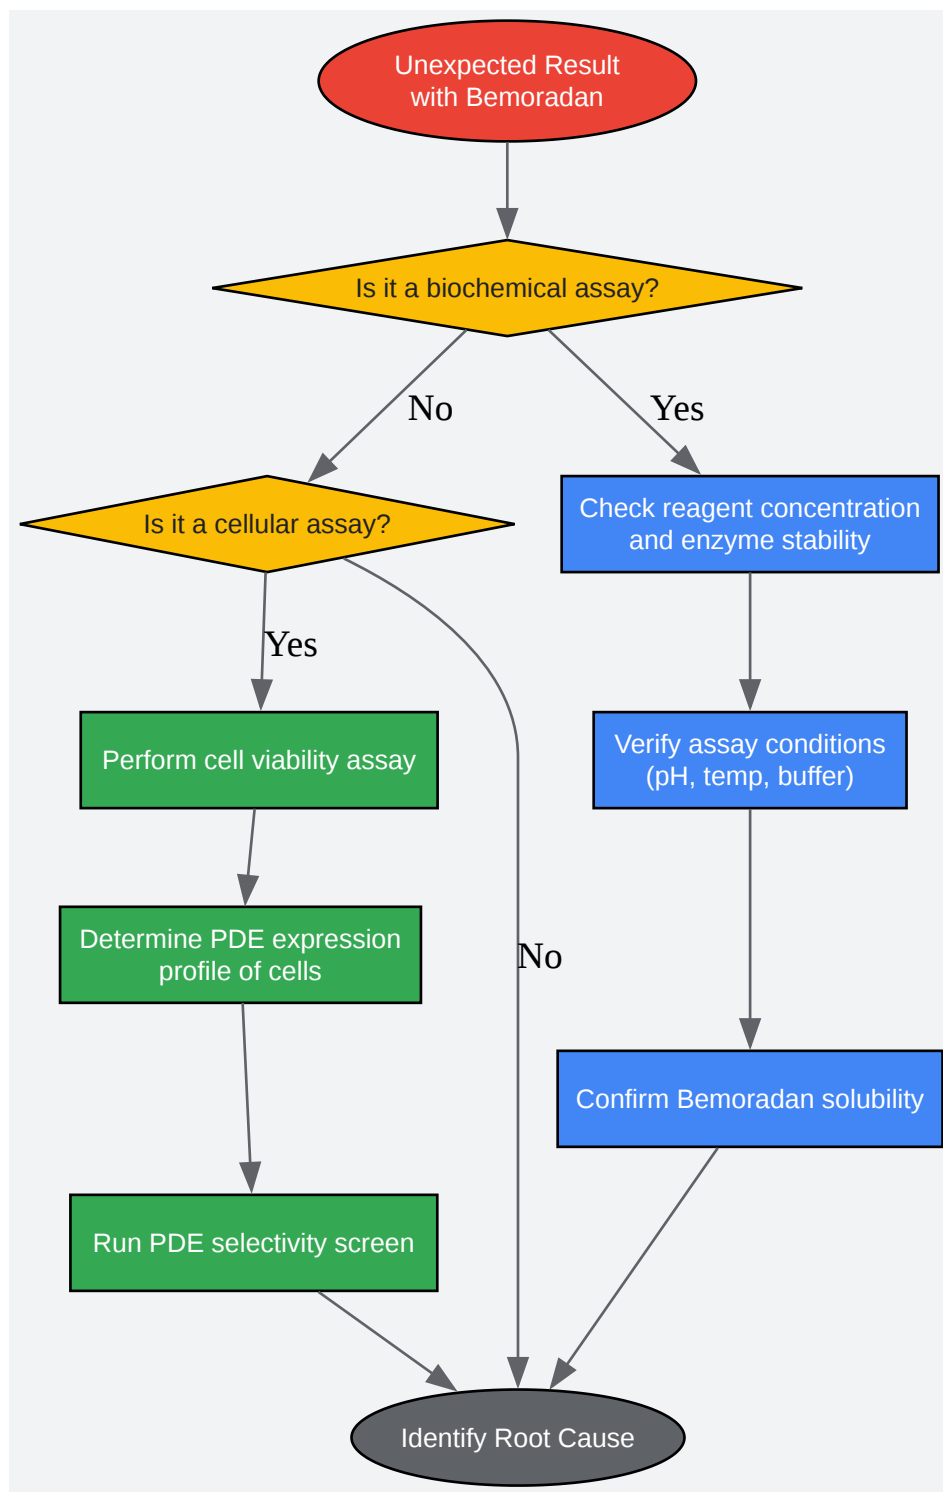 Unexpected Result
with Bemoradan
Is it a biochemical assay?
No
Yes
Is it a cellular assay?
Check reagent concentration
and enzyme stability
Yes
Perform cell viability assay
Verify assay conditions
(pH, temp, buffer)
Determine PDE expression
profile of cells
No
Confirm Bemoradan solubility
Run PDE selectivity screen
Identify Root Cause